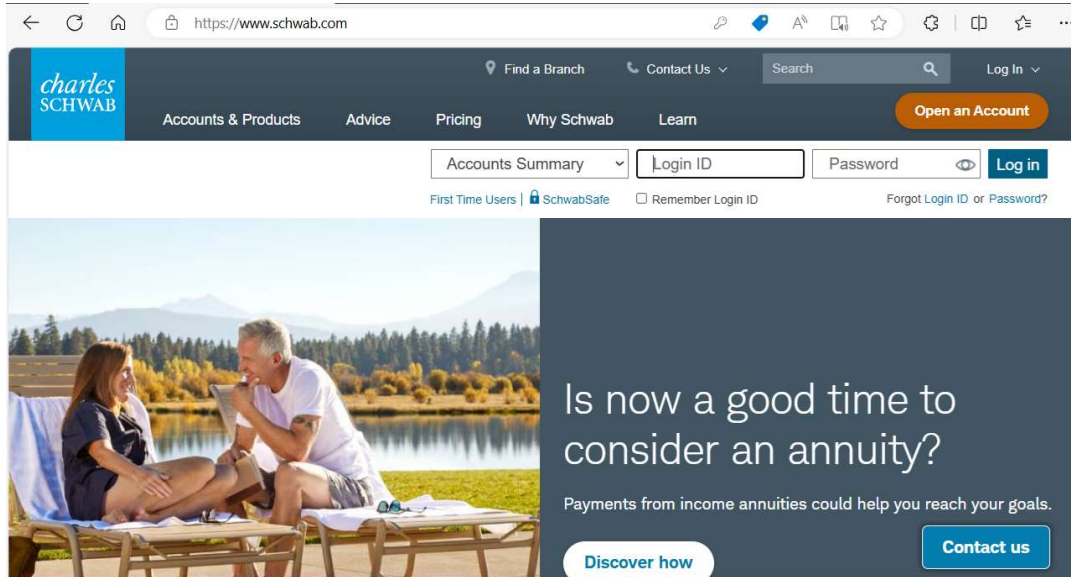 https://www.schwab.com
charles
SCHWAB
Find a Branch
Contact Us
Search
Log In
Accounts & Products
Advice
Pricing
Why Schwab
Learn
Open an Account
Accounts Summary
Login ID
Password
Log in
First Time Users | SchwabSafe
Remember Login ID
Forgot Login ID or Password?
Is now a good time to
consider an annuity?
Payments from income annuities could help you reach your goals.
Discover how
Contact us